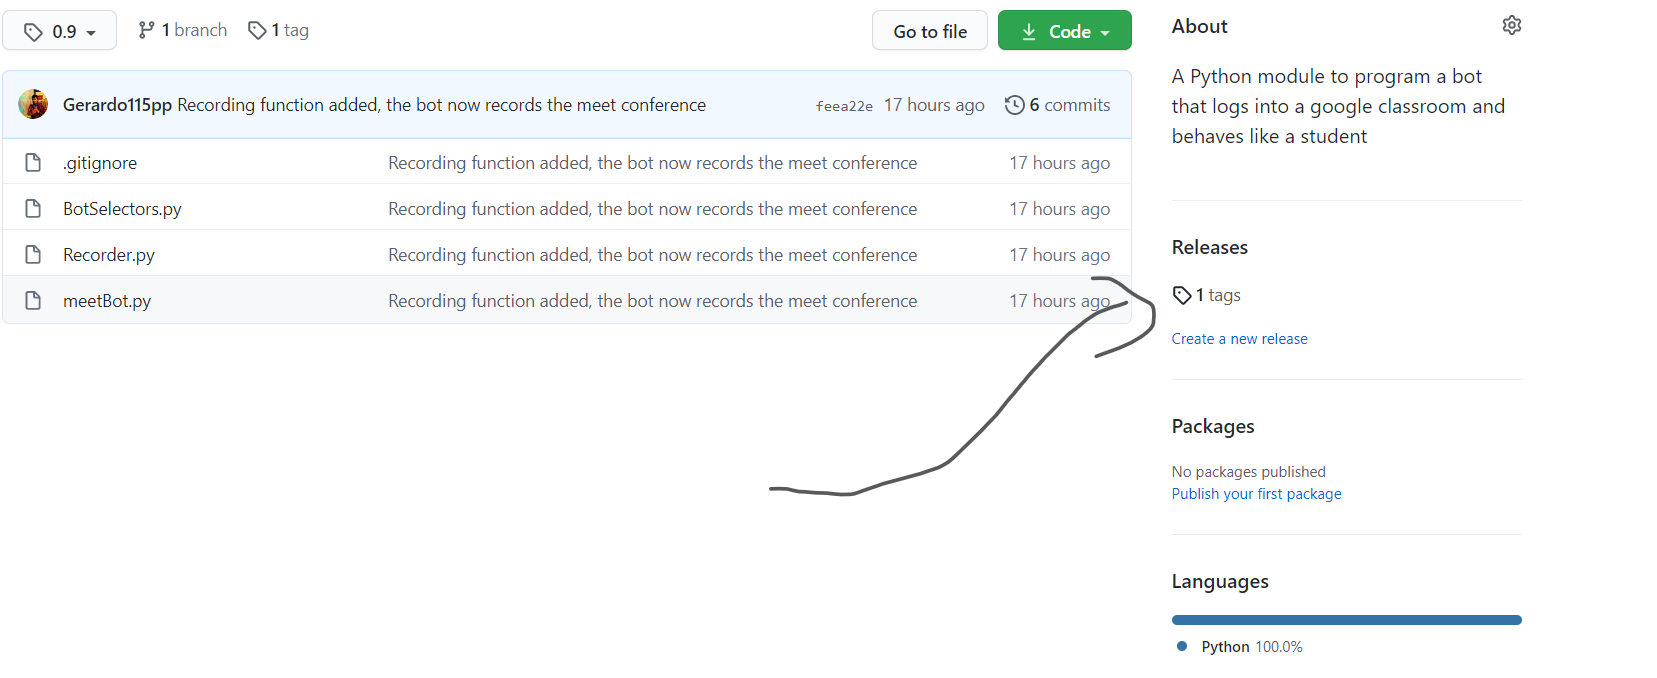 0.9 1 branch 1 tag Go to file Code
Gerardo115pp Recording function added, the bot now records the meet conference feea22e 17 hours ago 6 commits
.gitignore Recording function added, the bot now records the meet conference 17 hours ago
BotSelectors.py Recording function added, the bot now records the meet conference 17 hours ago
Recorder.py Recording function added, the bot now records the meet conference 17 hours ago
meetBot.py Recording function added, the bot now records the meet conference 17 hours ago
About
A Python module to program a bot
that logs into a google classroom and
behaves like a student
Releases
1 tags
Create a new release
Packages
No packages published
Publish your first package
Languages
Python 100.0%